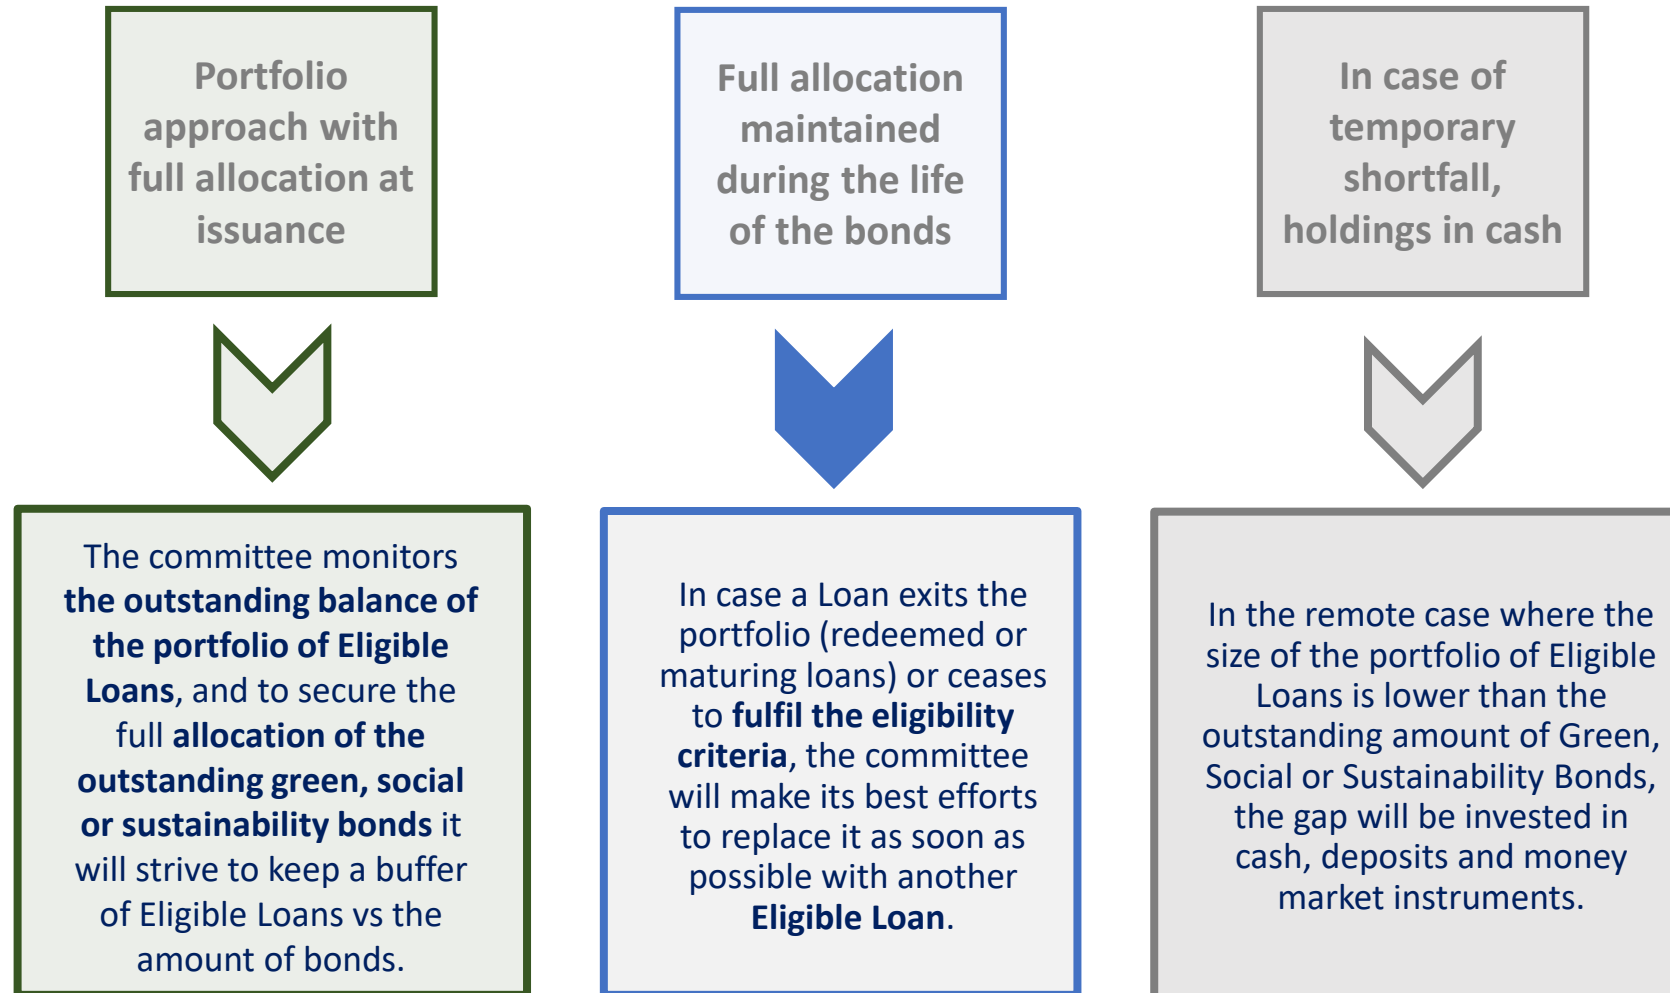 Portfolio
approach with
full allocation at
issuance
Full allocation
maintained
during the life
of the bonds
In case of
temporary
shortfall,
holdings in cash
The committee monitors
the outstanding balance of
the portfolio of Eligible
Loans, and to secure the
full allocation of the
outstanding green, social
or sustainability bonds it
will strive to keep a buffer
of Eligible Loans vs the
amount of bonds.
In case a Loan exits the
portfolio (redeemed or
maturing loans) or ceases
to fulfil the eligibility
criteria, the committee
will make its best efforts
to replace it as soon as
possible with another
Eligible Loan.
In the remote case where the
size of the portfolio of Eligible
Loans is lower than the
outstanding amount of Green,
Social or Sustainability Bonds,
the gap will be invested in
cash, deposits and money
market instruments.